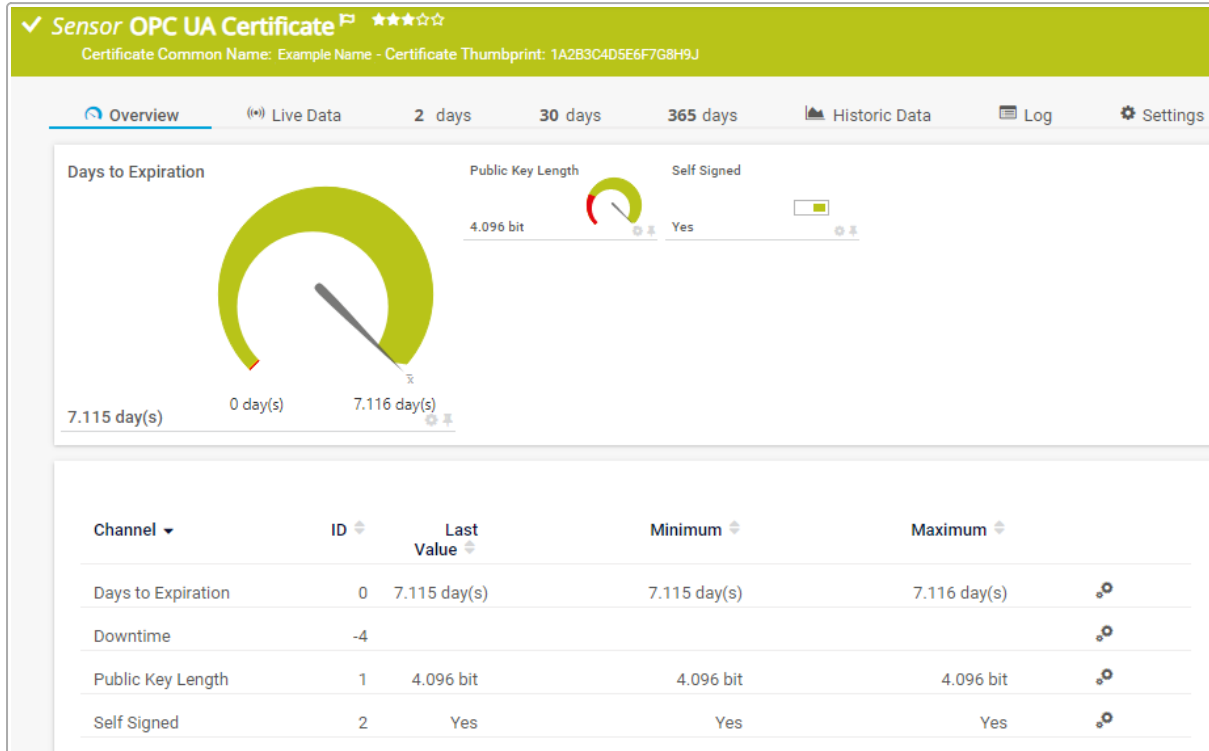 Sensor OPC UA Certificate
Certificate Common Name: Example Name - Certificate Thumbprint: 1A2B3C4D5E6F7G8H9J
Overview Live Data 2 days 30 days 365 days Historic Data Log Settings
Days to Expiration Public Key Length Self Signed
4.096 bit Yes
x
0 day(s) 7.116 day(s)
7.115 day(s)
Channel ID Last Value Minimum Maximum
Days to Expiration 0 7.115 day(s) 7.115 day(s) 7.116 day(s)
Downtime -4
Public Key Length 1 4.096 bit 4.096 bit 4.096 bit
Self Signed 2 Yes Yes Yes